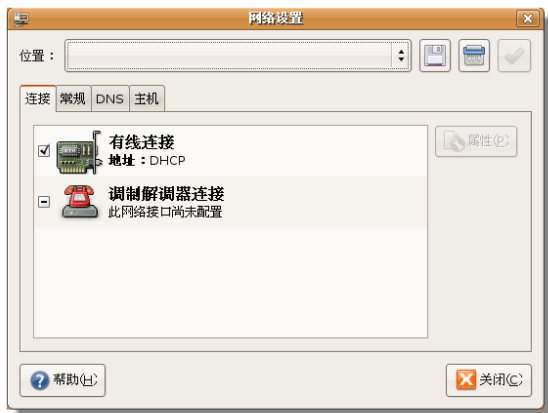 网络设置
位置：
连接 常规 DNS 主机
有线连接
地址：DHCP
属性(P)
调制解调器连接
此网络接口尚未配置
帮助(H)
关闭(C)